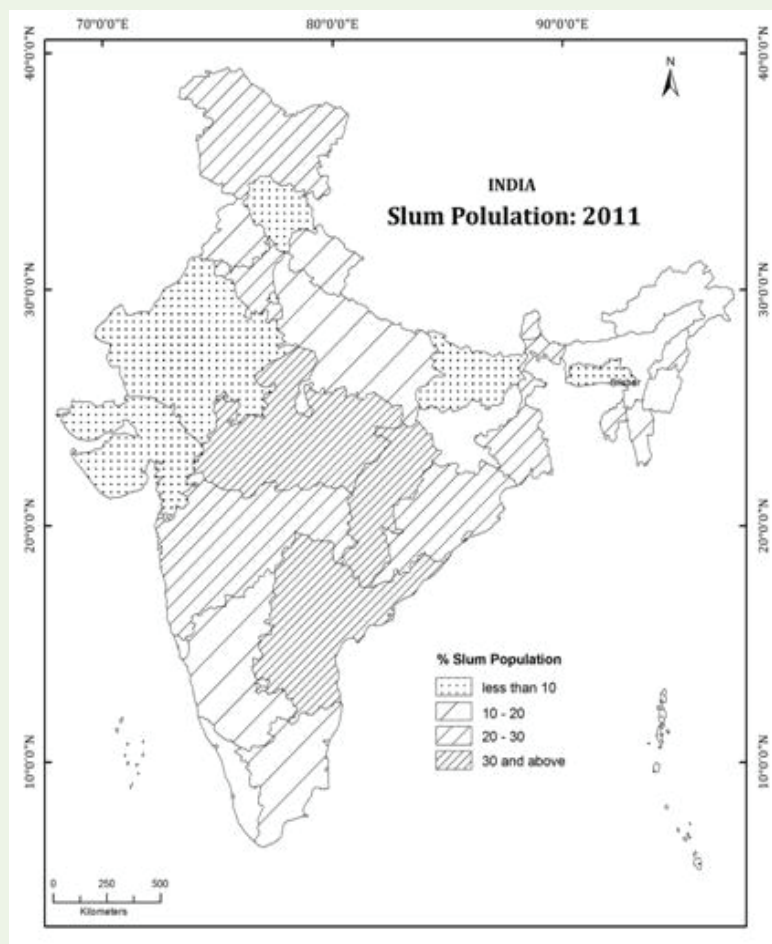 70°0'0"E
80°0'0"E
90°0'0"E
40°0'0"N
40°0'0"N
N
INDIA
Slum Polulation: 2011
30°0'0"N
30°0'0"N
20°0'0"N
20°0'0"N
% Slum Population
less than 10
10 - 20
20 - 30
30 and above
10°0'0"N
10°0'0"N
0 250 500
Kilometers